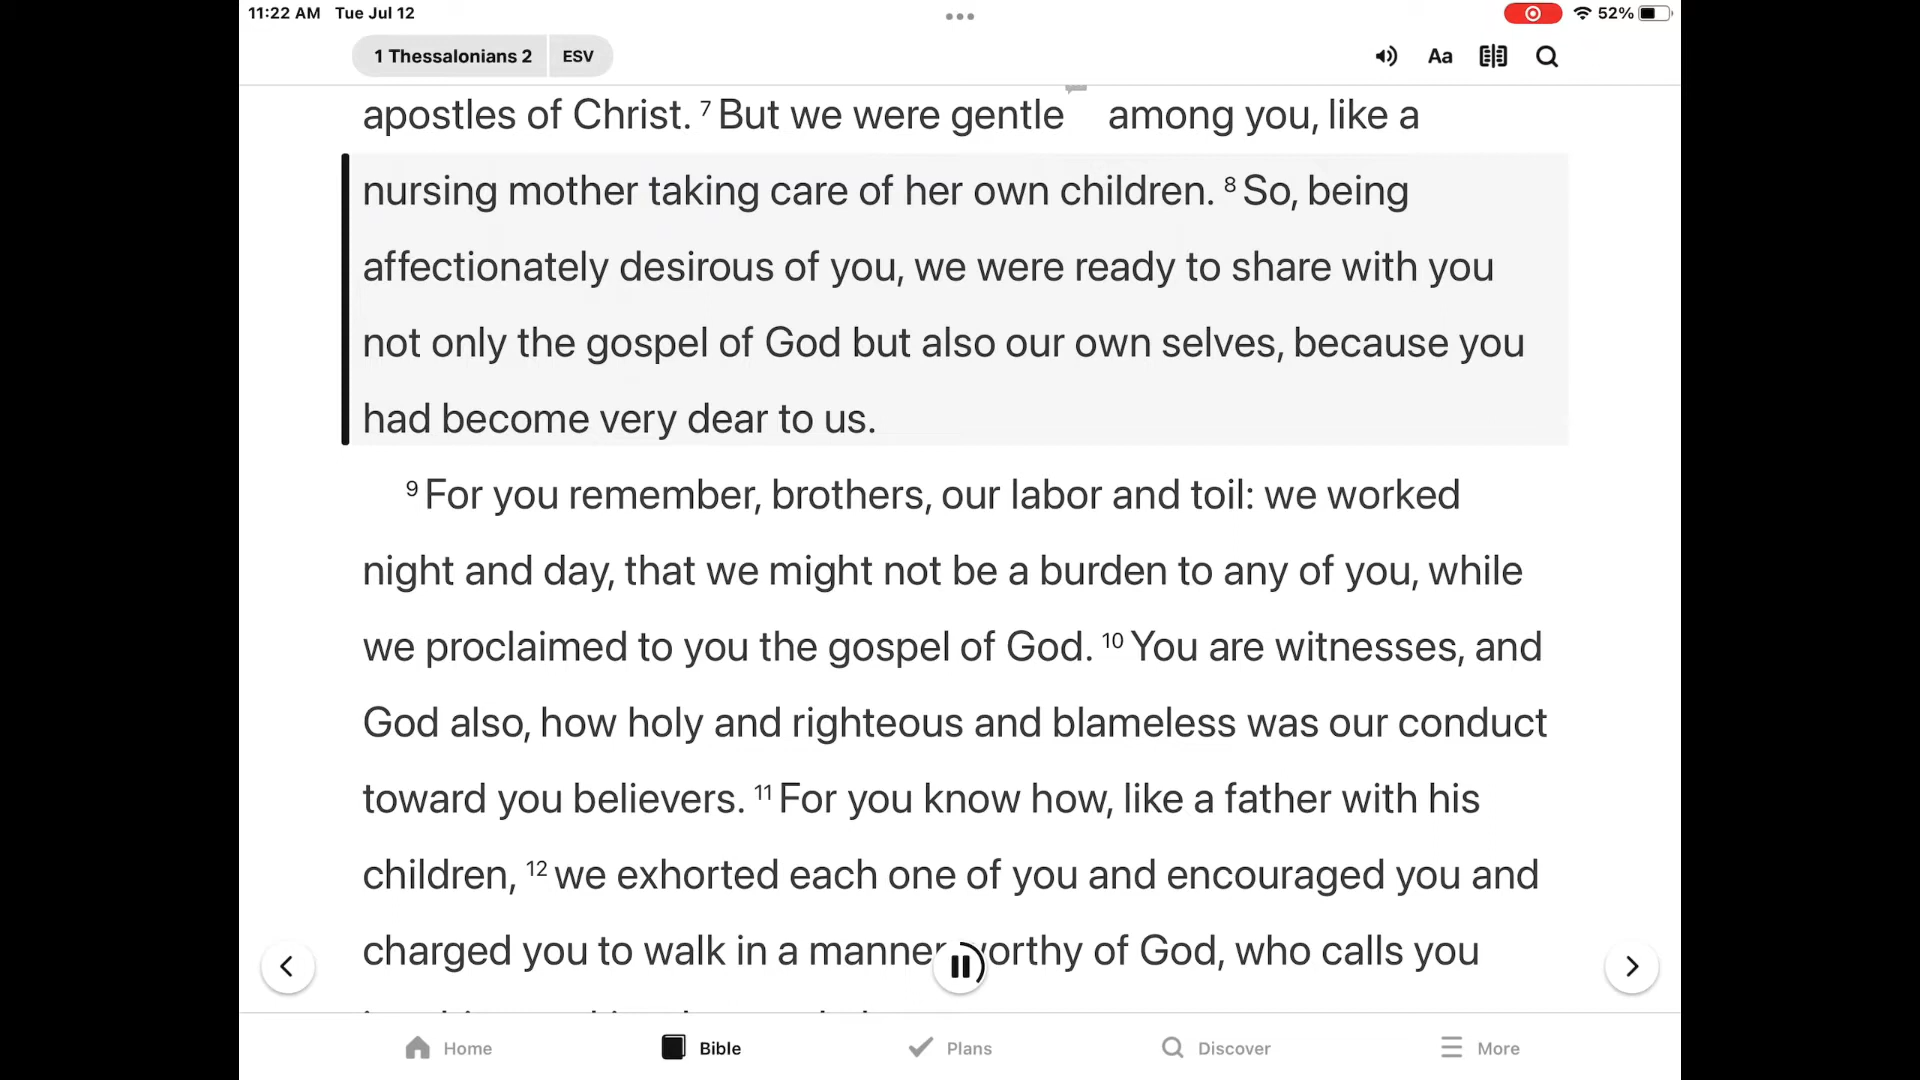 11:22 AM Tue Jul 12 52%
1 Thessalonians 2 ESV Aa
apostles of Christ. 7 But we were gentle among you, like a
nursing mother taking care of her own children. 8 So, being
affectionately desirous of you, we were ready to share with you
not only the gospel of God but also our own selves, because you
had become very dear to us.
9 For you remember, brothers, our labor and toil: we worked
night and day, that we might not be a burden to any of you, while
we proclaimed to you the gospel of God. 10 You are witnesses, and
God also, how holy and righteous and blameless was our conduct
toward you believers. 11 For you know how, like a father with his
children, 12 we exhorted each one of you and encouraged you and
charged you to walk in a manner worthy of God, who calls you
Home Bible Plans Discover More